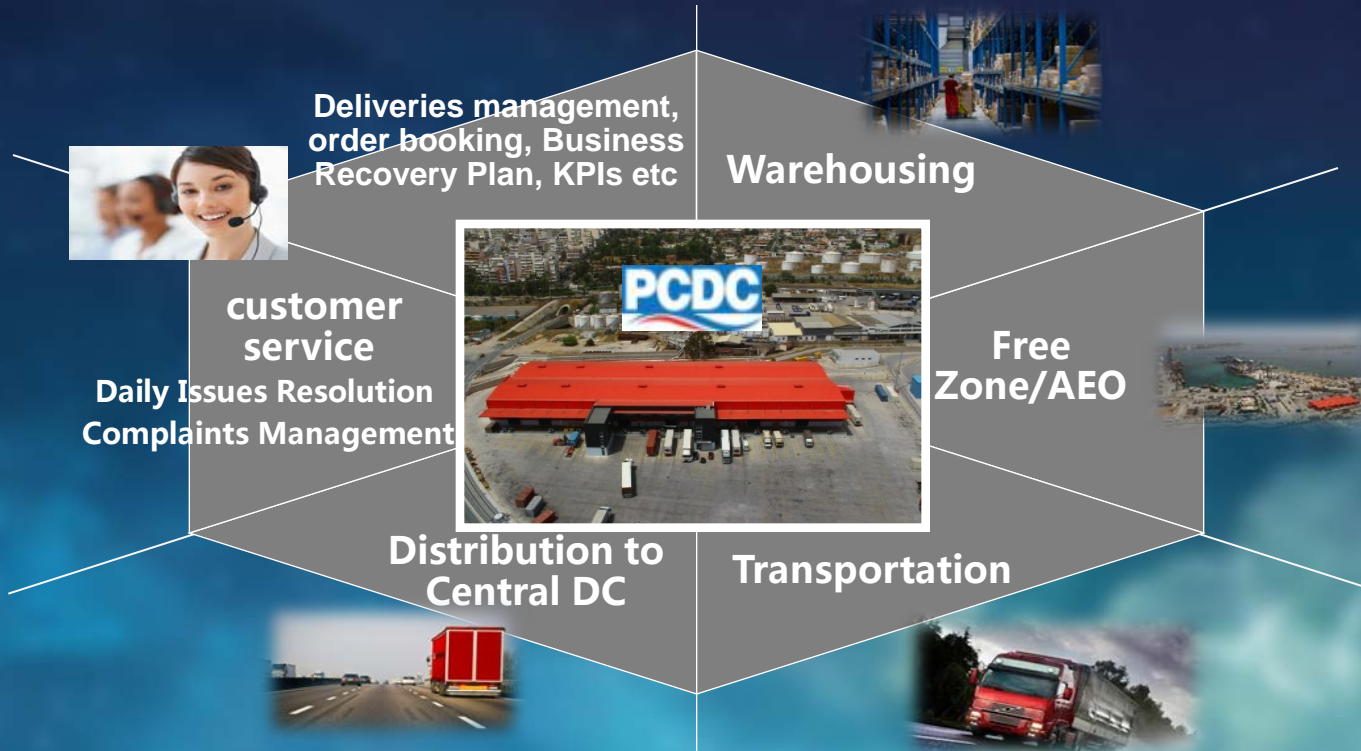 Deliveries management,
order booking, Business
Recovery Plan, KPIs etc
Warehousing
PCDC
customer
service
Daily Issues Resolution
Complaints Management
Free
Zone/AEO
Distribution to
Central DC
Transportation